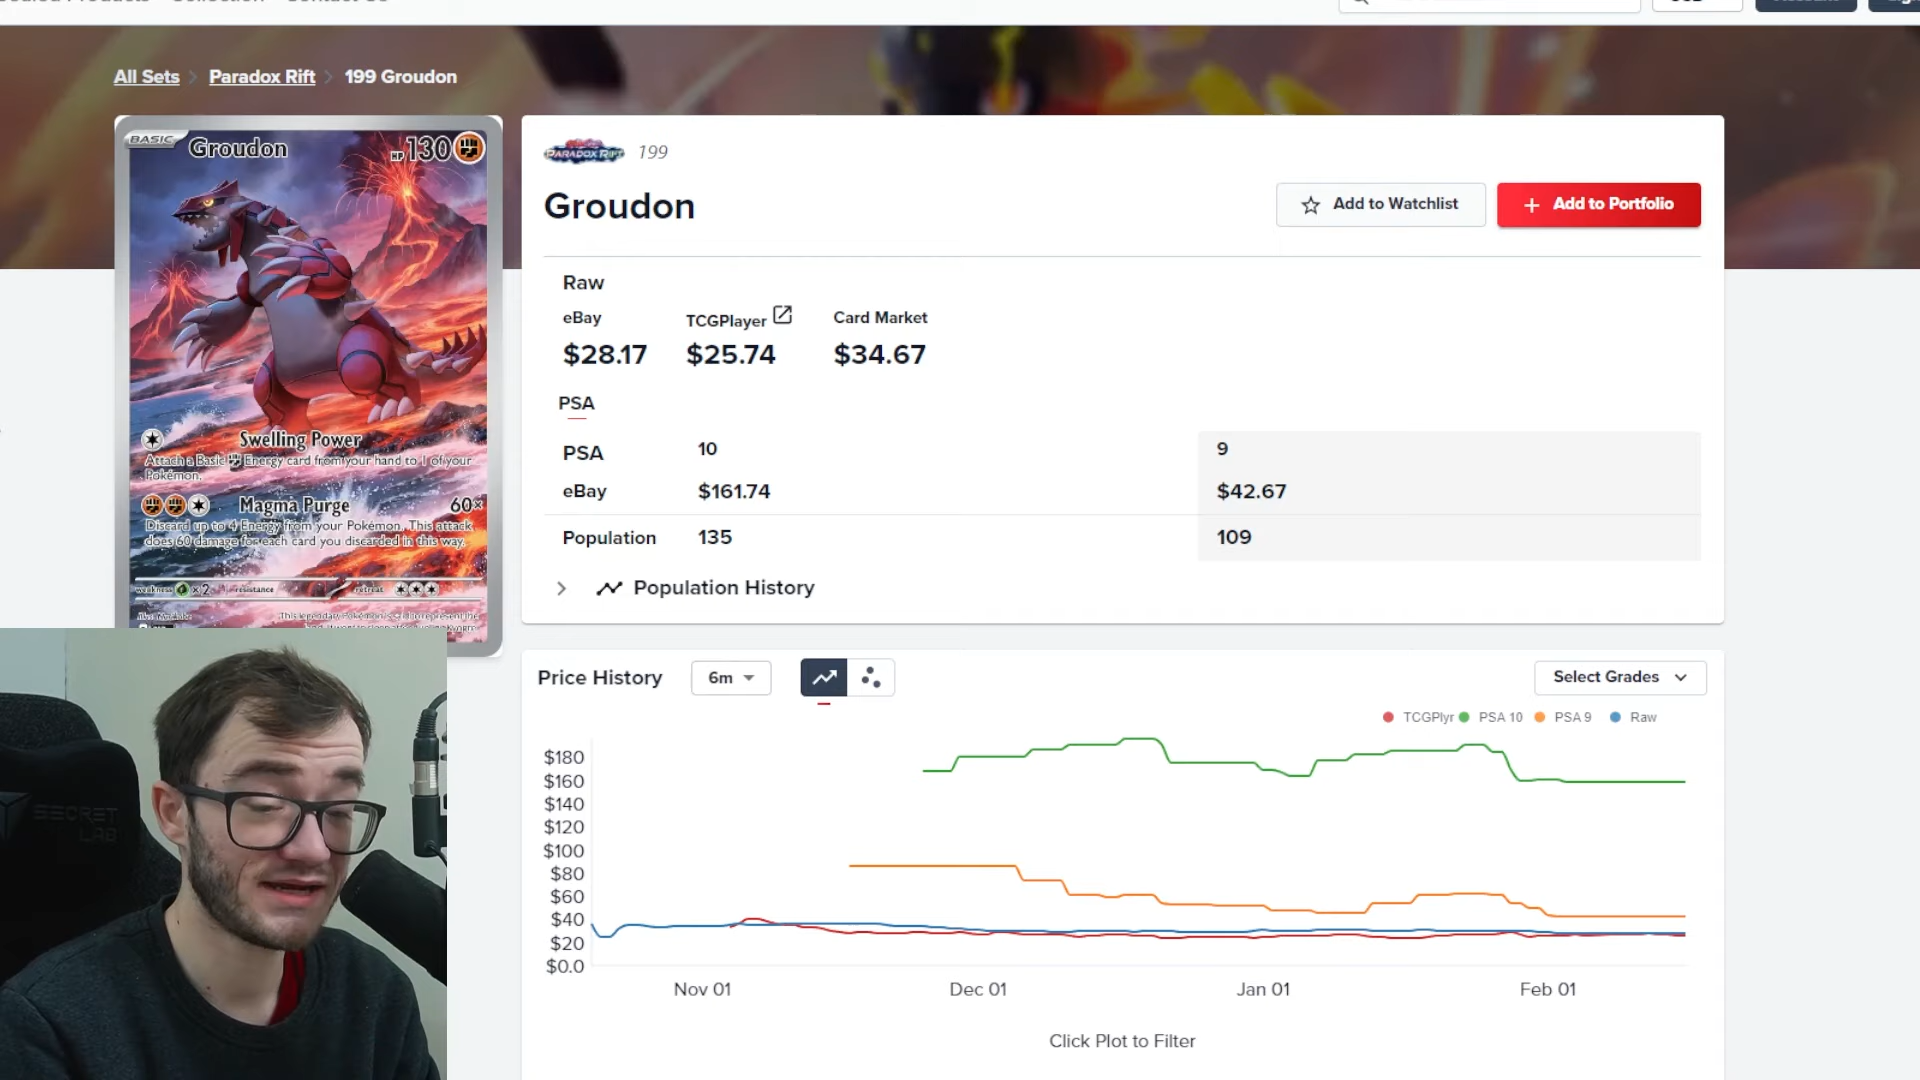 All Sets > Paradox Rift > 199 Groudon
BASIC Groudon HP 130
Swelling Power
Attach a Basic Energy card from your hand to 1 of your
Pokémon.
Magma Purge 60×
Discard up to 4 Energy from your Pokémon. This attack
does 60 damage for each card you discarded in this way.
weakness ×2 resistance retreat
PARADOX RIFT 199
Groudon
Add to Watchlist
+ Add to Portfolio
Raw
eBay TCGPlayer Card Market
$28.17 $25.74 $34.67
PSA
PSA 10 9
eBay $161.74 $42.67
Population 135 109
> Population History
Price History 6m Select Grades
TCGPlyr PSA 10 PSA 9 Raw
$180
$160
$140
$120
$100
$80
$60
$40
$20
$0.0
Nov 01 Dec 01 Jan 01 Feb 01
Click Plot to Filter
SECRET
LAB